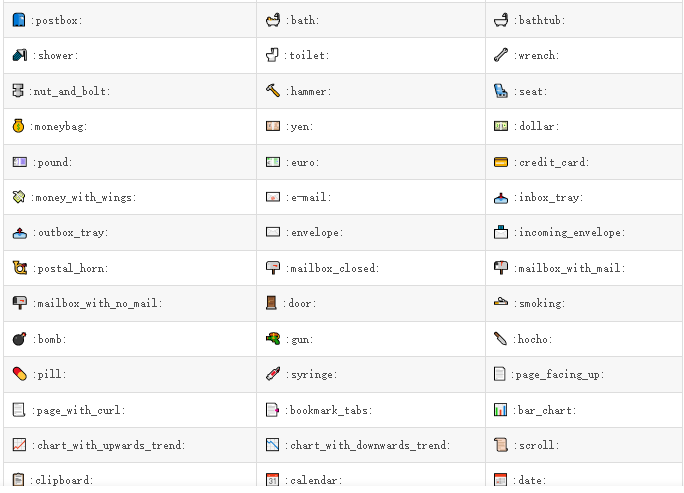 :postbox: :bath: :bathtub:
:shower: :toilet: :wrench:
:nut_and_bolt: :hammer: :seat:
:moneybag: :yen: :dollar:
:pound: :euro: :credit_card:
:money_with_wings: :e-mail: :inbox_tray:
:outbox_tray: :envelope: :incoming_envelope:
:postal_horn: :mailbox_closed: :mailbox_with_mail:
:mailbox_with_no_mail: :door: :smoking:
:bomb: :gun: :hocho:
:pill: :syringe: :page_facing_up:
:page_with_curl: :bookmark_tabs: :bar_chart:
:chart_with_upwards_trend: :chart_with_downwards_trend: :scroll:
:clipboard: :calendar: :date: